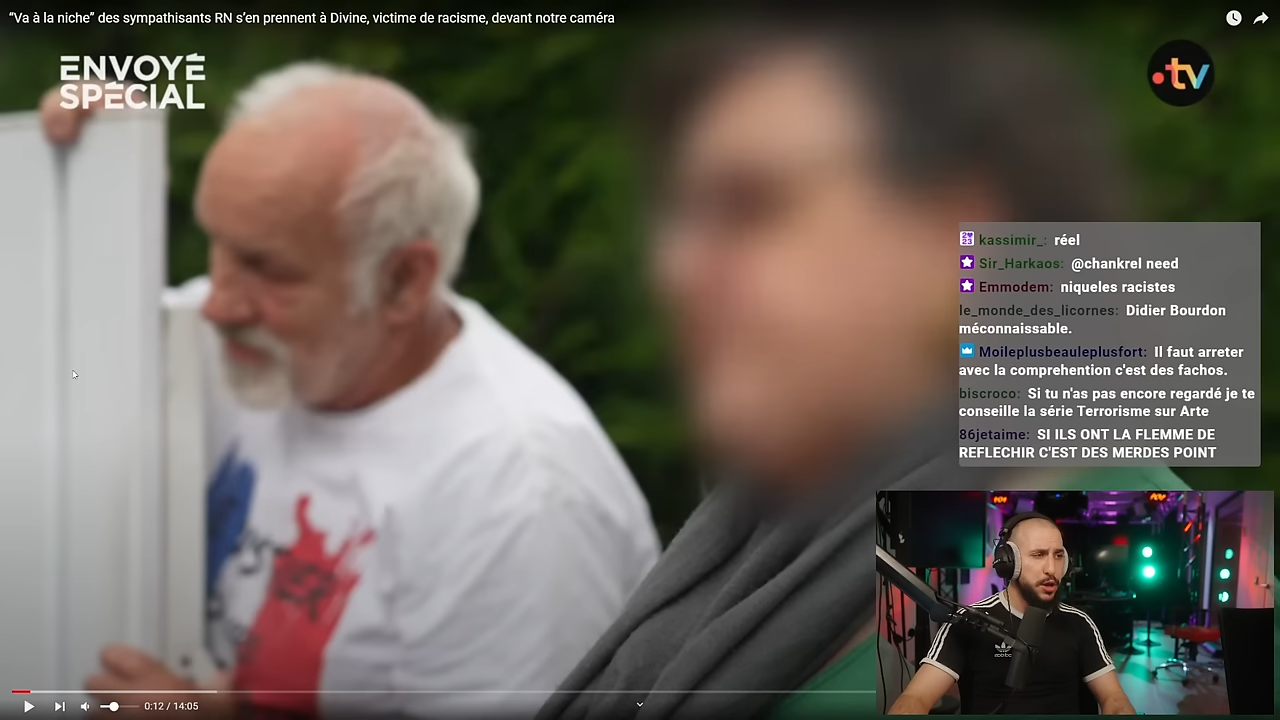 “Va à la niche” des sympathisants RN s’en prennent à Divine, victime de racisme, devant notre caméra
ENVOYÉ
SPÉCIAL
tv
kassimir_: réel
Sir_Harkaos: @chankrel need
Emmodem: niqueles racistes
le_monde_des_licornes: Didier Bourdon
méconnaissable.
Moileplusbeauleplusfort: Il faut arreter
avec la comprehention c'est des fachos.
biscroco: Si tu n'as pas encore regardé je te
conseille la série Terrorisme sur Arte
86jetaime: SI ILS ONT LA FLEMME DE
REFLECHIR C'EST DES MERDES POINT
adidas
0:12 / 14:05